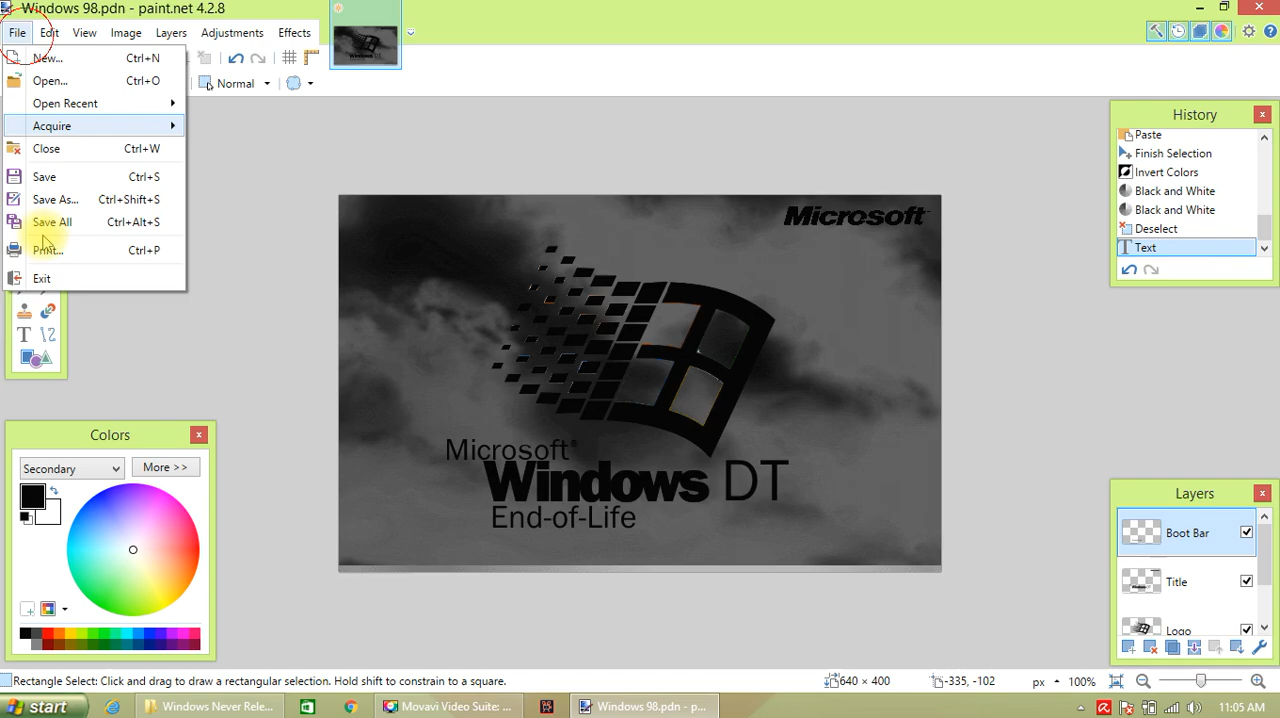 Windows 98.pdn - paint.net 4.2.8
File Edit View Image Layers Adjustments Effects
New... Ctrl+N
Open... Ctrl+O
Open Recent
Acquire
Close Ctrl+W
Save Ctrl+S
Save As... Ctrl+Shift+S
Save All Ctrl+Alt+S
Print... Ctrl+P
Exit
Normal
History
Paste
Finish Selection
Invert Colors
Black and White
Black and White
Deselect
Text
Microsoft
Microsoft®
Windows DT
End-of-Life
Colors
Secondary
More >>
Layers
Boot Bar
Title
Logo
Rectangle Select: Click and drag to draw a rectangular selection. Hold shift to constrain to a square.
640 × 400
-335, -102
px
100%
start
Windows Never Rele...
Movavi Video Suite:...
Windows 98.pdn - p...
11:05 AM